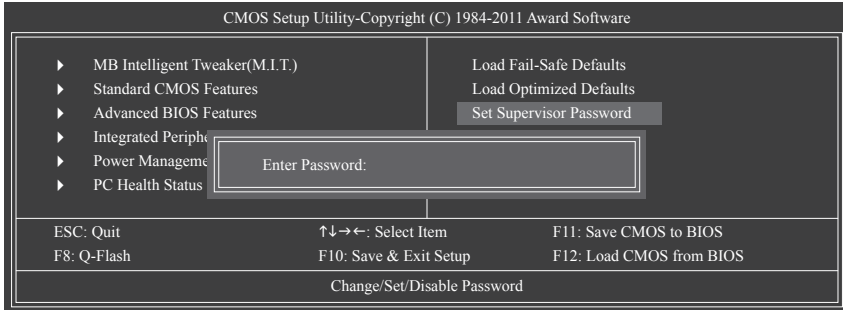 CMOS Setup Utility-Copyright (C) 1984-2011 Award Software
MB Intelligent Tweaker(M.I.T.)
Standard CMOS Features
Advanced BIOS Features
Integrated
Power
PC Health Status
Load Fail-Safe Defaults
Load Optimized Defaults
Set Supervisor Password
Enter Password:
ESC: Quit
↑↓→←: Select Item
F11: Save CMOS to BIOS
F8: Q-Flash
F10: Save & Exit Setup
F12: Load CMOS from BIOS
Change/Set/Disable Password